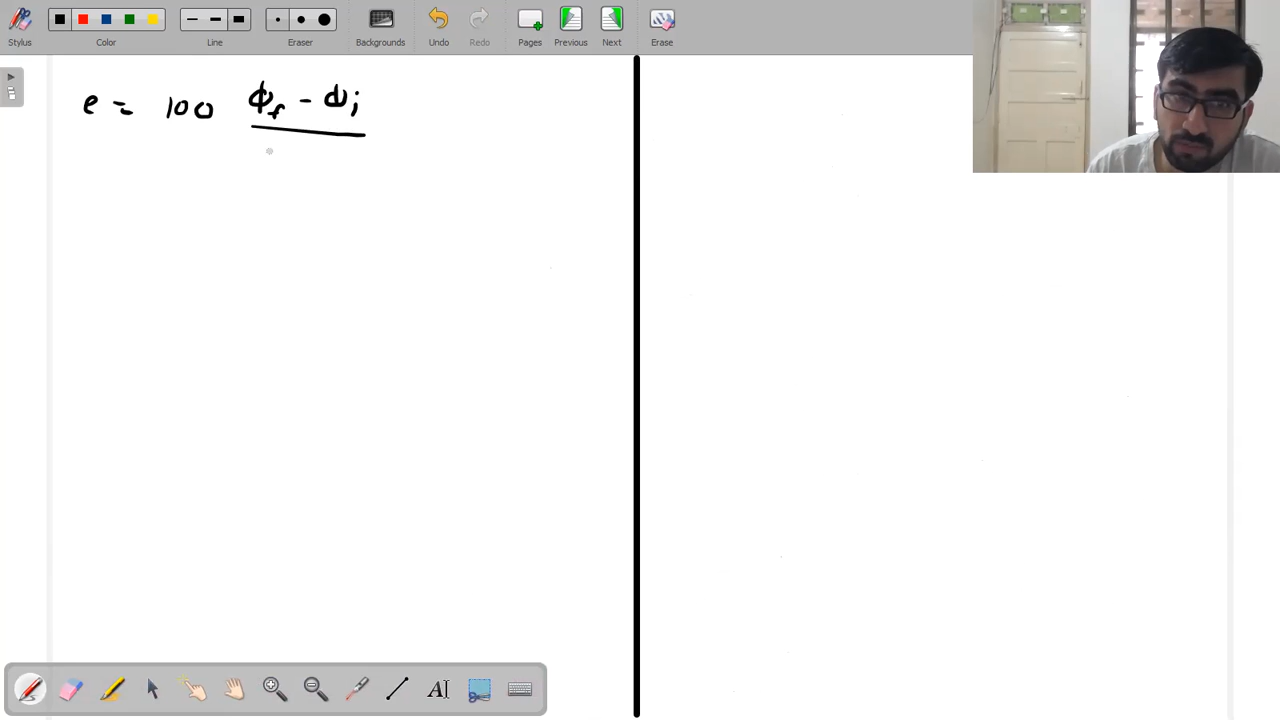 Stylus
Color
Line
Eraser
Backgrounds
Undo
Redo
Pages
Previous
Next
Erase
e = 100 ϕf - ϕi